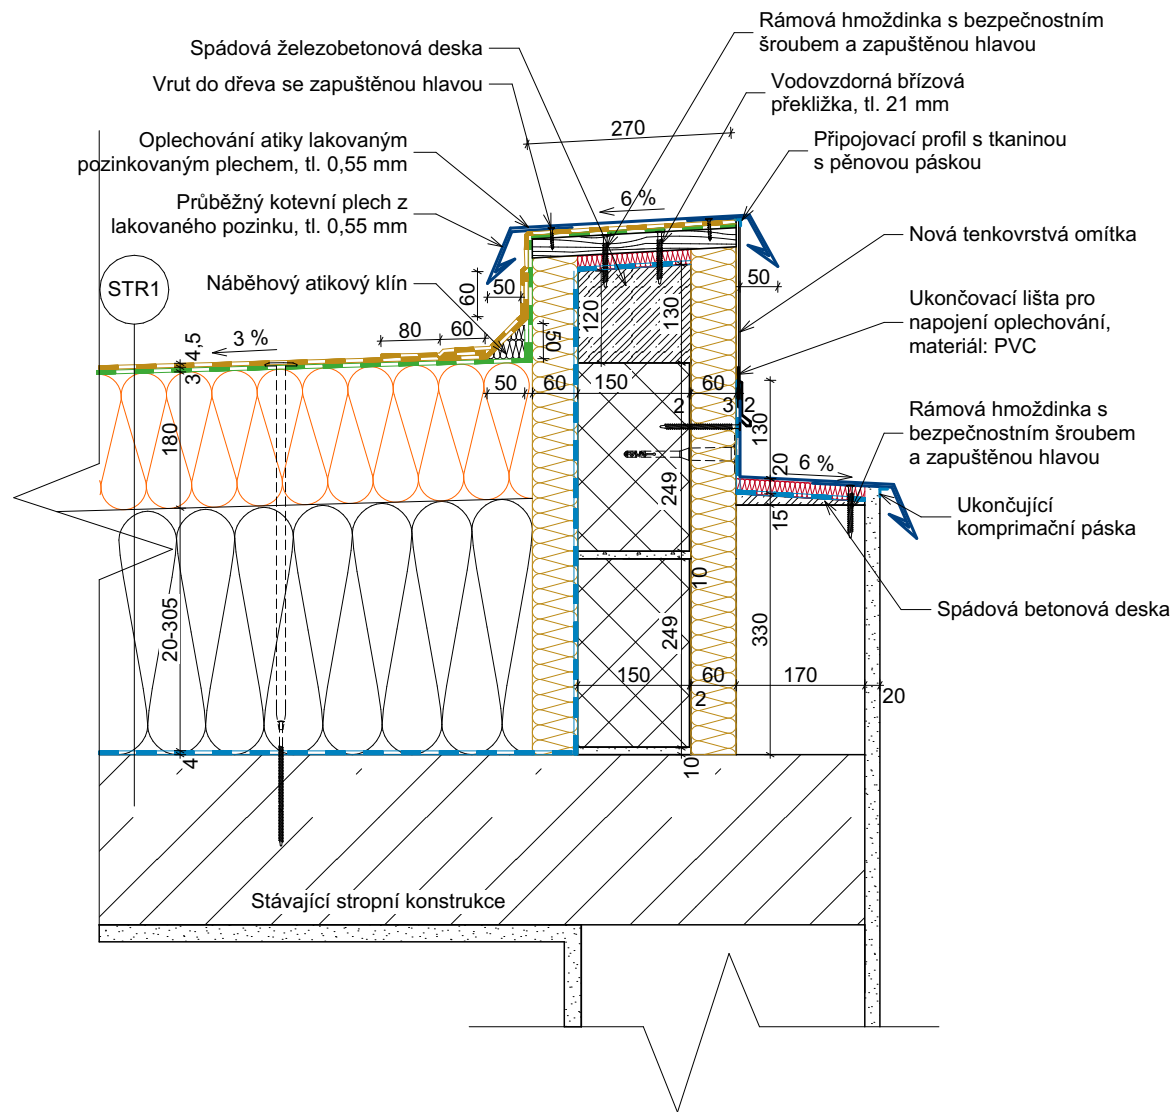 Rámová hmoždinka s bezpečnostním
šroubem a zapuštěnou hlavou
Spádová železobetonová deska
Vrut do dřeva se zapuštěnou hlavou
Vodovzdorná břízová
překližka, tl. 21 mm
270
Oplechování atiky lakovaným
pozinkovaným plechem, tl. 0,55 mm
Připojovací profil s tkaninou
s pěnovou páskou
6 %
Průběžný kotevní plech z
lakovaného pozinku, tl. 0,55 mm
Nová tenkovrstvá omítka
STR1
Náběhový atikový klín
50
60
50
120
130
50
Ukončovací lišta pro
napojení oplechování,
materiál: PVC
3 %
80
60
4,5
3
50
60
150
60
2
3
2
130
Rámová hmoždinka s
bezpečnostním šroubem
a zapuštěnou hlavou
180
249
20
6 %
15
Ukončující
komprimační páska
10
Spádová betonová deska
20-305
249
330
150
60
170
2
20
4
10
Stávající stropní konstrukce